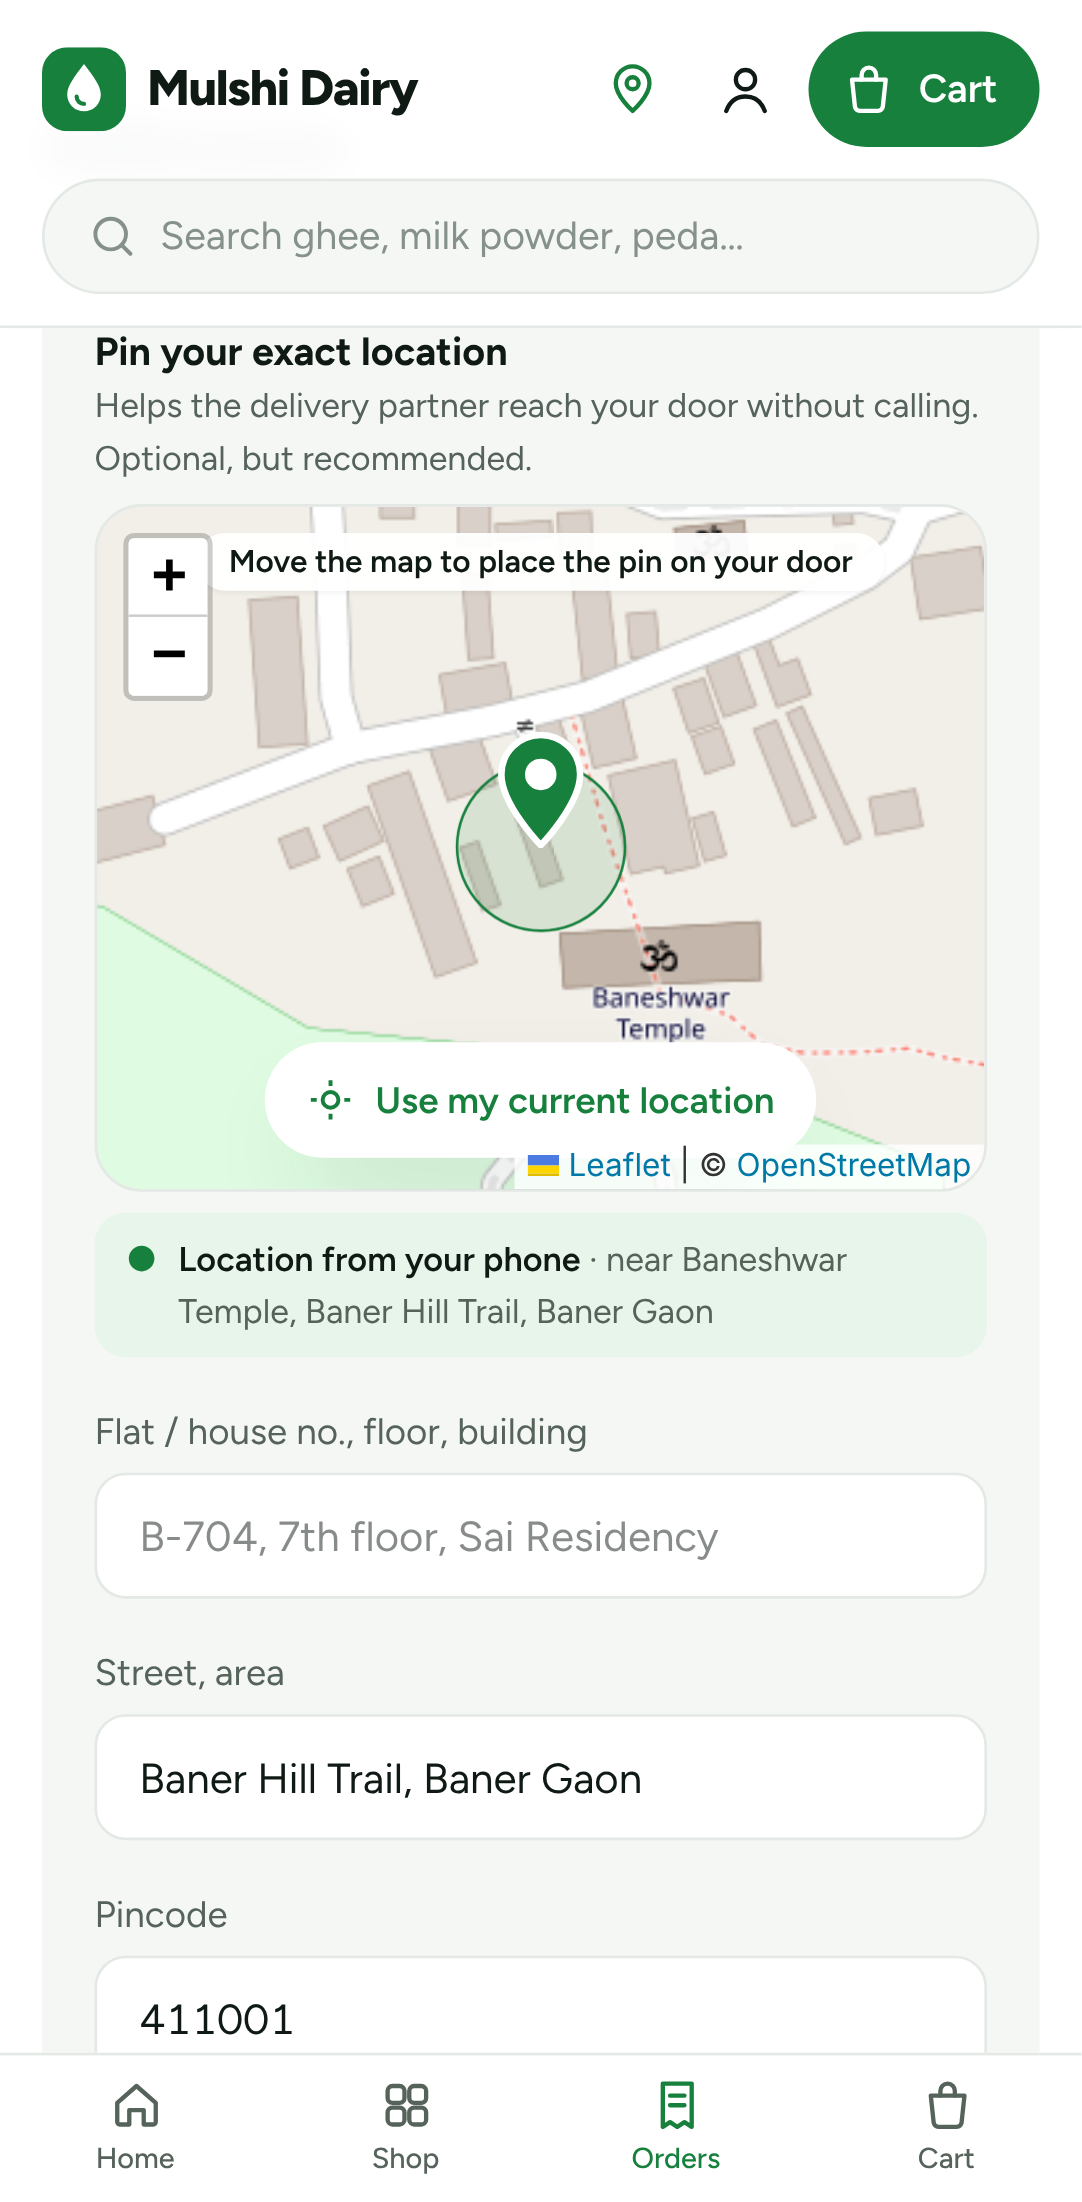 Mulshi Dairy
Cart
Search ghee, milk powder, peda...
Pin your exact location
Helps the delivery partner reach your door without calling.
Optional, but recommended.
+
Move the map to place the pin on your door
−
ॐ
Baneshwar
Temple
Use my current location
Leaflet | © OpenStreetMap
Location from your phone · near Baneshwar
Temple, Baner Hill Trail, Baner Gaon
Flat / house no., floor, building
B-704, 7th floor, Sai Residency
Street, area
Baner Hill Trail, Baner Gaon
Pincode
411001
Home
Shop
Orders
Cart